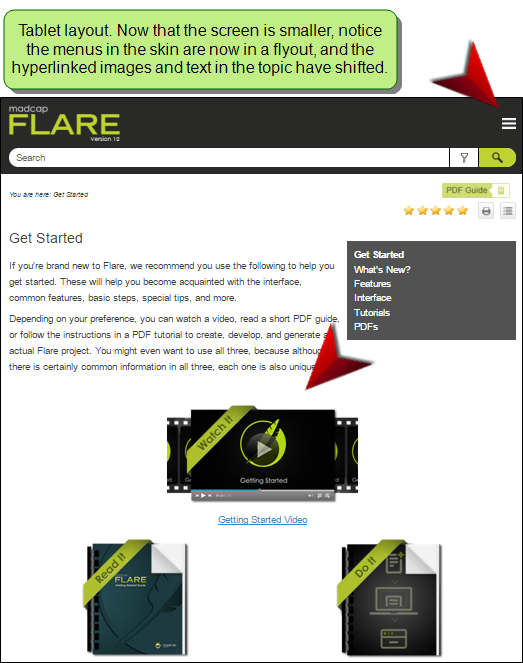 Tablet layout. Now that the screen is smaller, notice
the menus in the skin are now in a flyout, and the
hyperlinked images and text in the topic have shifted.
madcap
FLARE
Version 12
Search
You are here: Get Started
PDF Guide
Get Started
Get Started
What's New?
Features
Interface
Tutorials
PDFs
If you're brand new to Flare, we recommend you use the following to help you
get started. These will help you become acquainted with the interface,
common features, basic steps, special tips, and more.
Depending on your preference, you can watch a video, read a short PDF guide,
or follow the instructions in a PDF tutorial to create, develop, and generate
actual Flare project. You might even want to use all three, because
there is certainly common information in all three, each one is also
Watch It
Getting Started
Getting Started Video
Read It
FLARE
Getting Started Guide
Do It